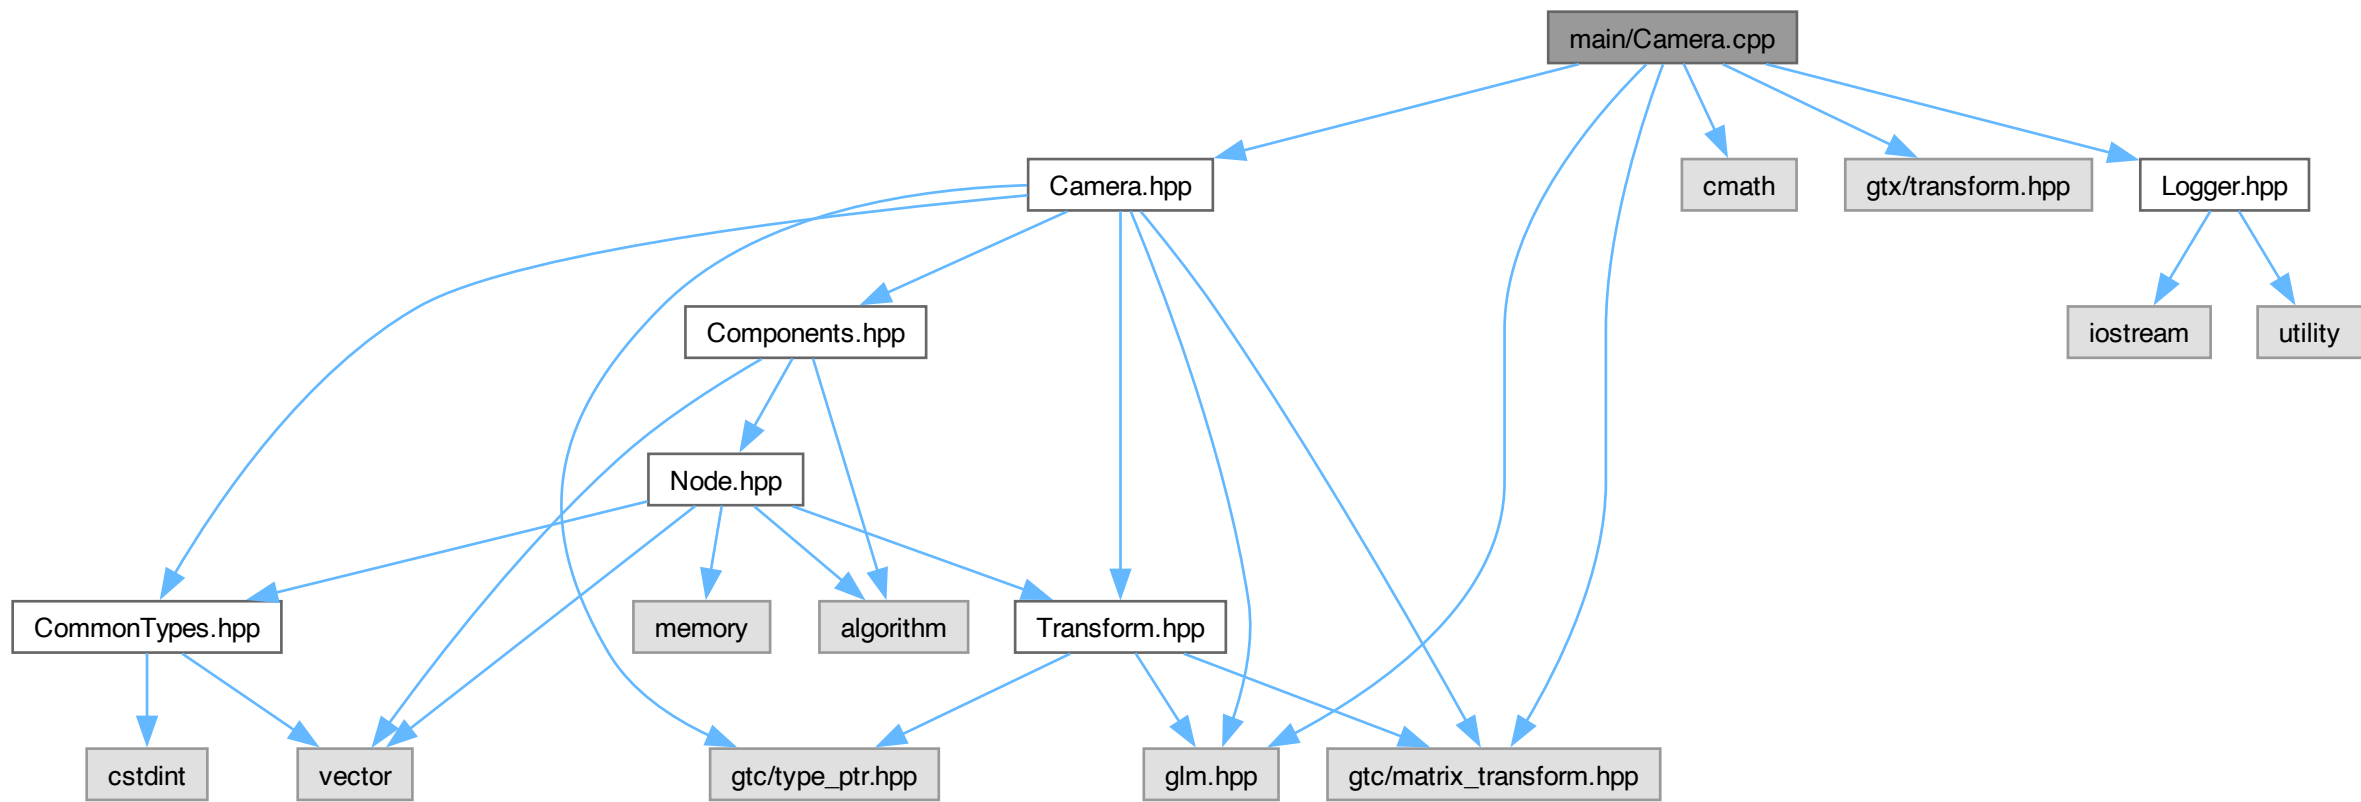 main/Camera.cpp
Camera.hpp
cmath
gtx/transform.hpp
Logger.hpp
Components.hpp
iostream
utility
Node.hpp
CommonTypes.hpp
memory
algorithm
Transform.hpp
cstdint
vector
gtc/type_ptr.hpp
glm.hpp
gtc/matrix_transform.hpp